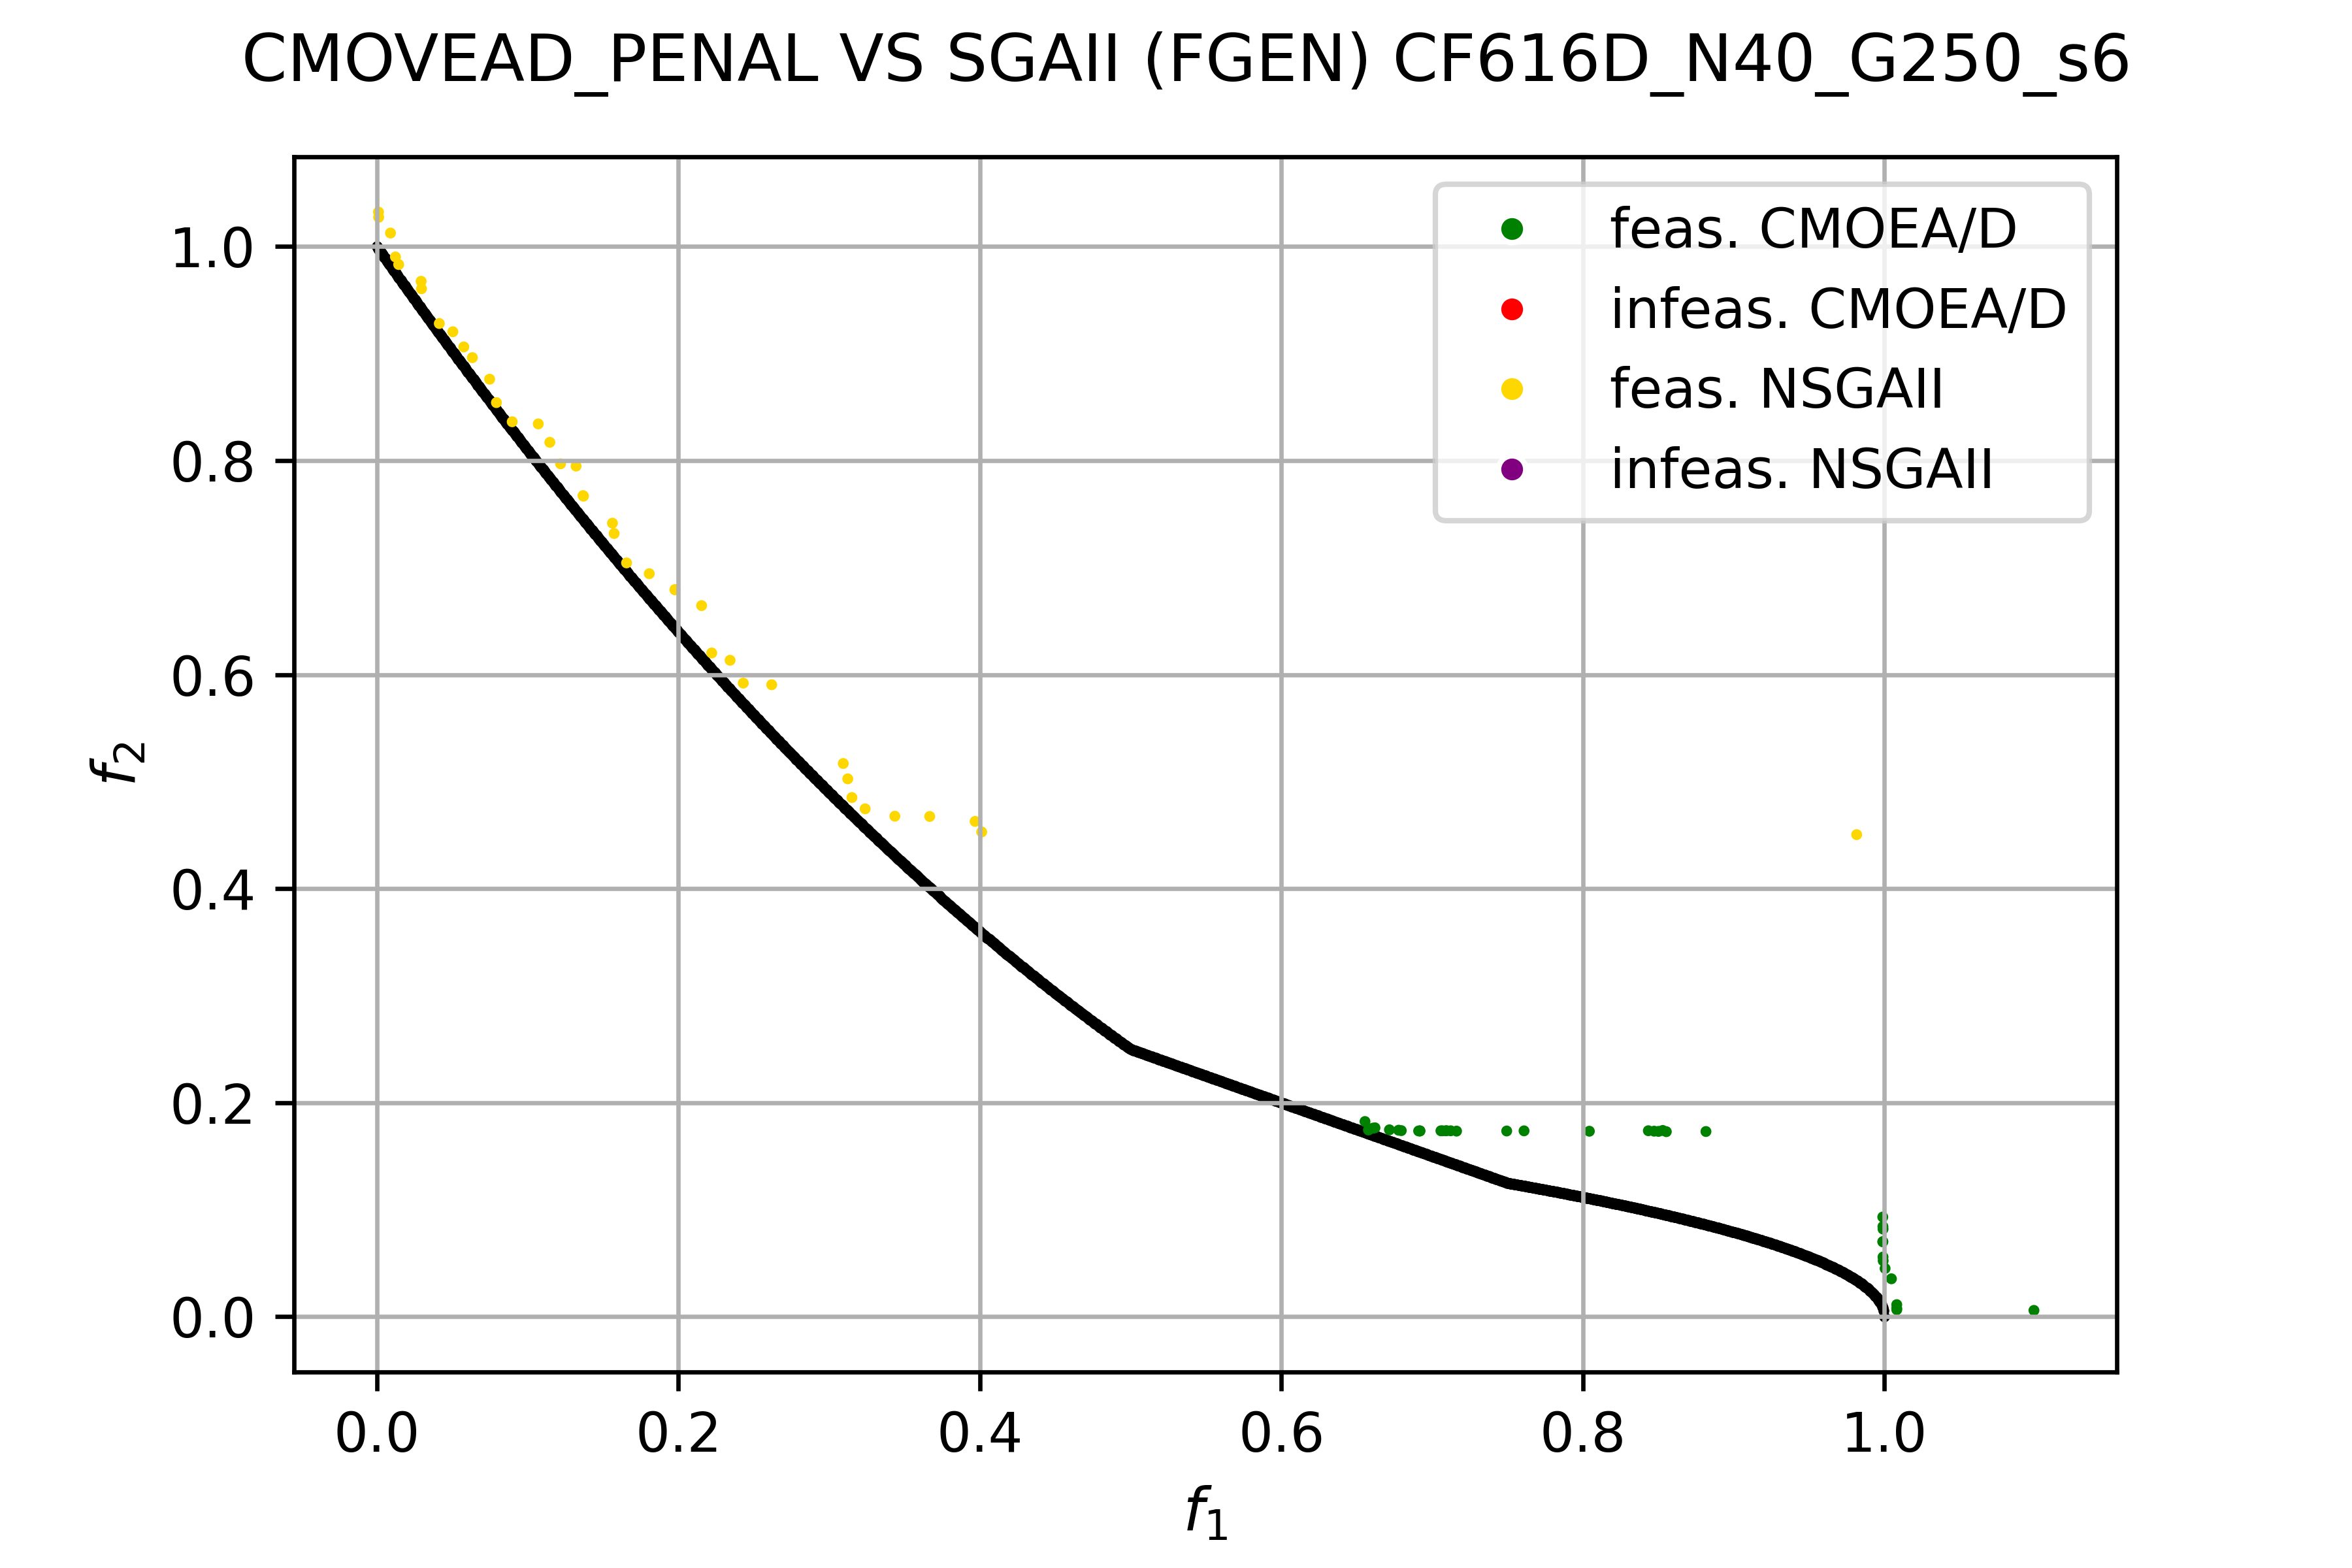 CMOVEAD_PENAL VS SGAII (FGEN) CF616D_N40_G250_s6
feas. CMOEA/D
infeas. CMOEA/D
feas. NSGAII
infeas. NSGAII
1.0
0.8
0.6
0.4
0.2
0.0
f2
0.0 0.2 0.4 0.6 0.8 1.0
f1